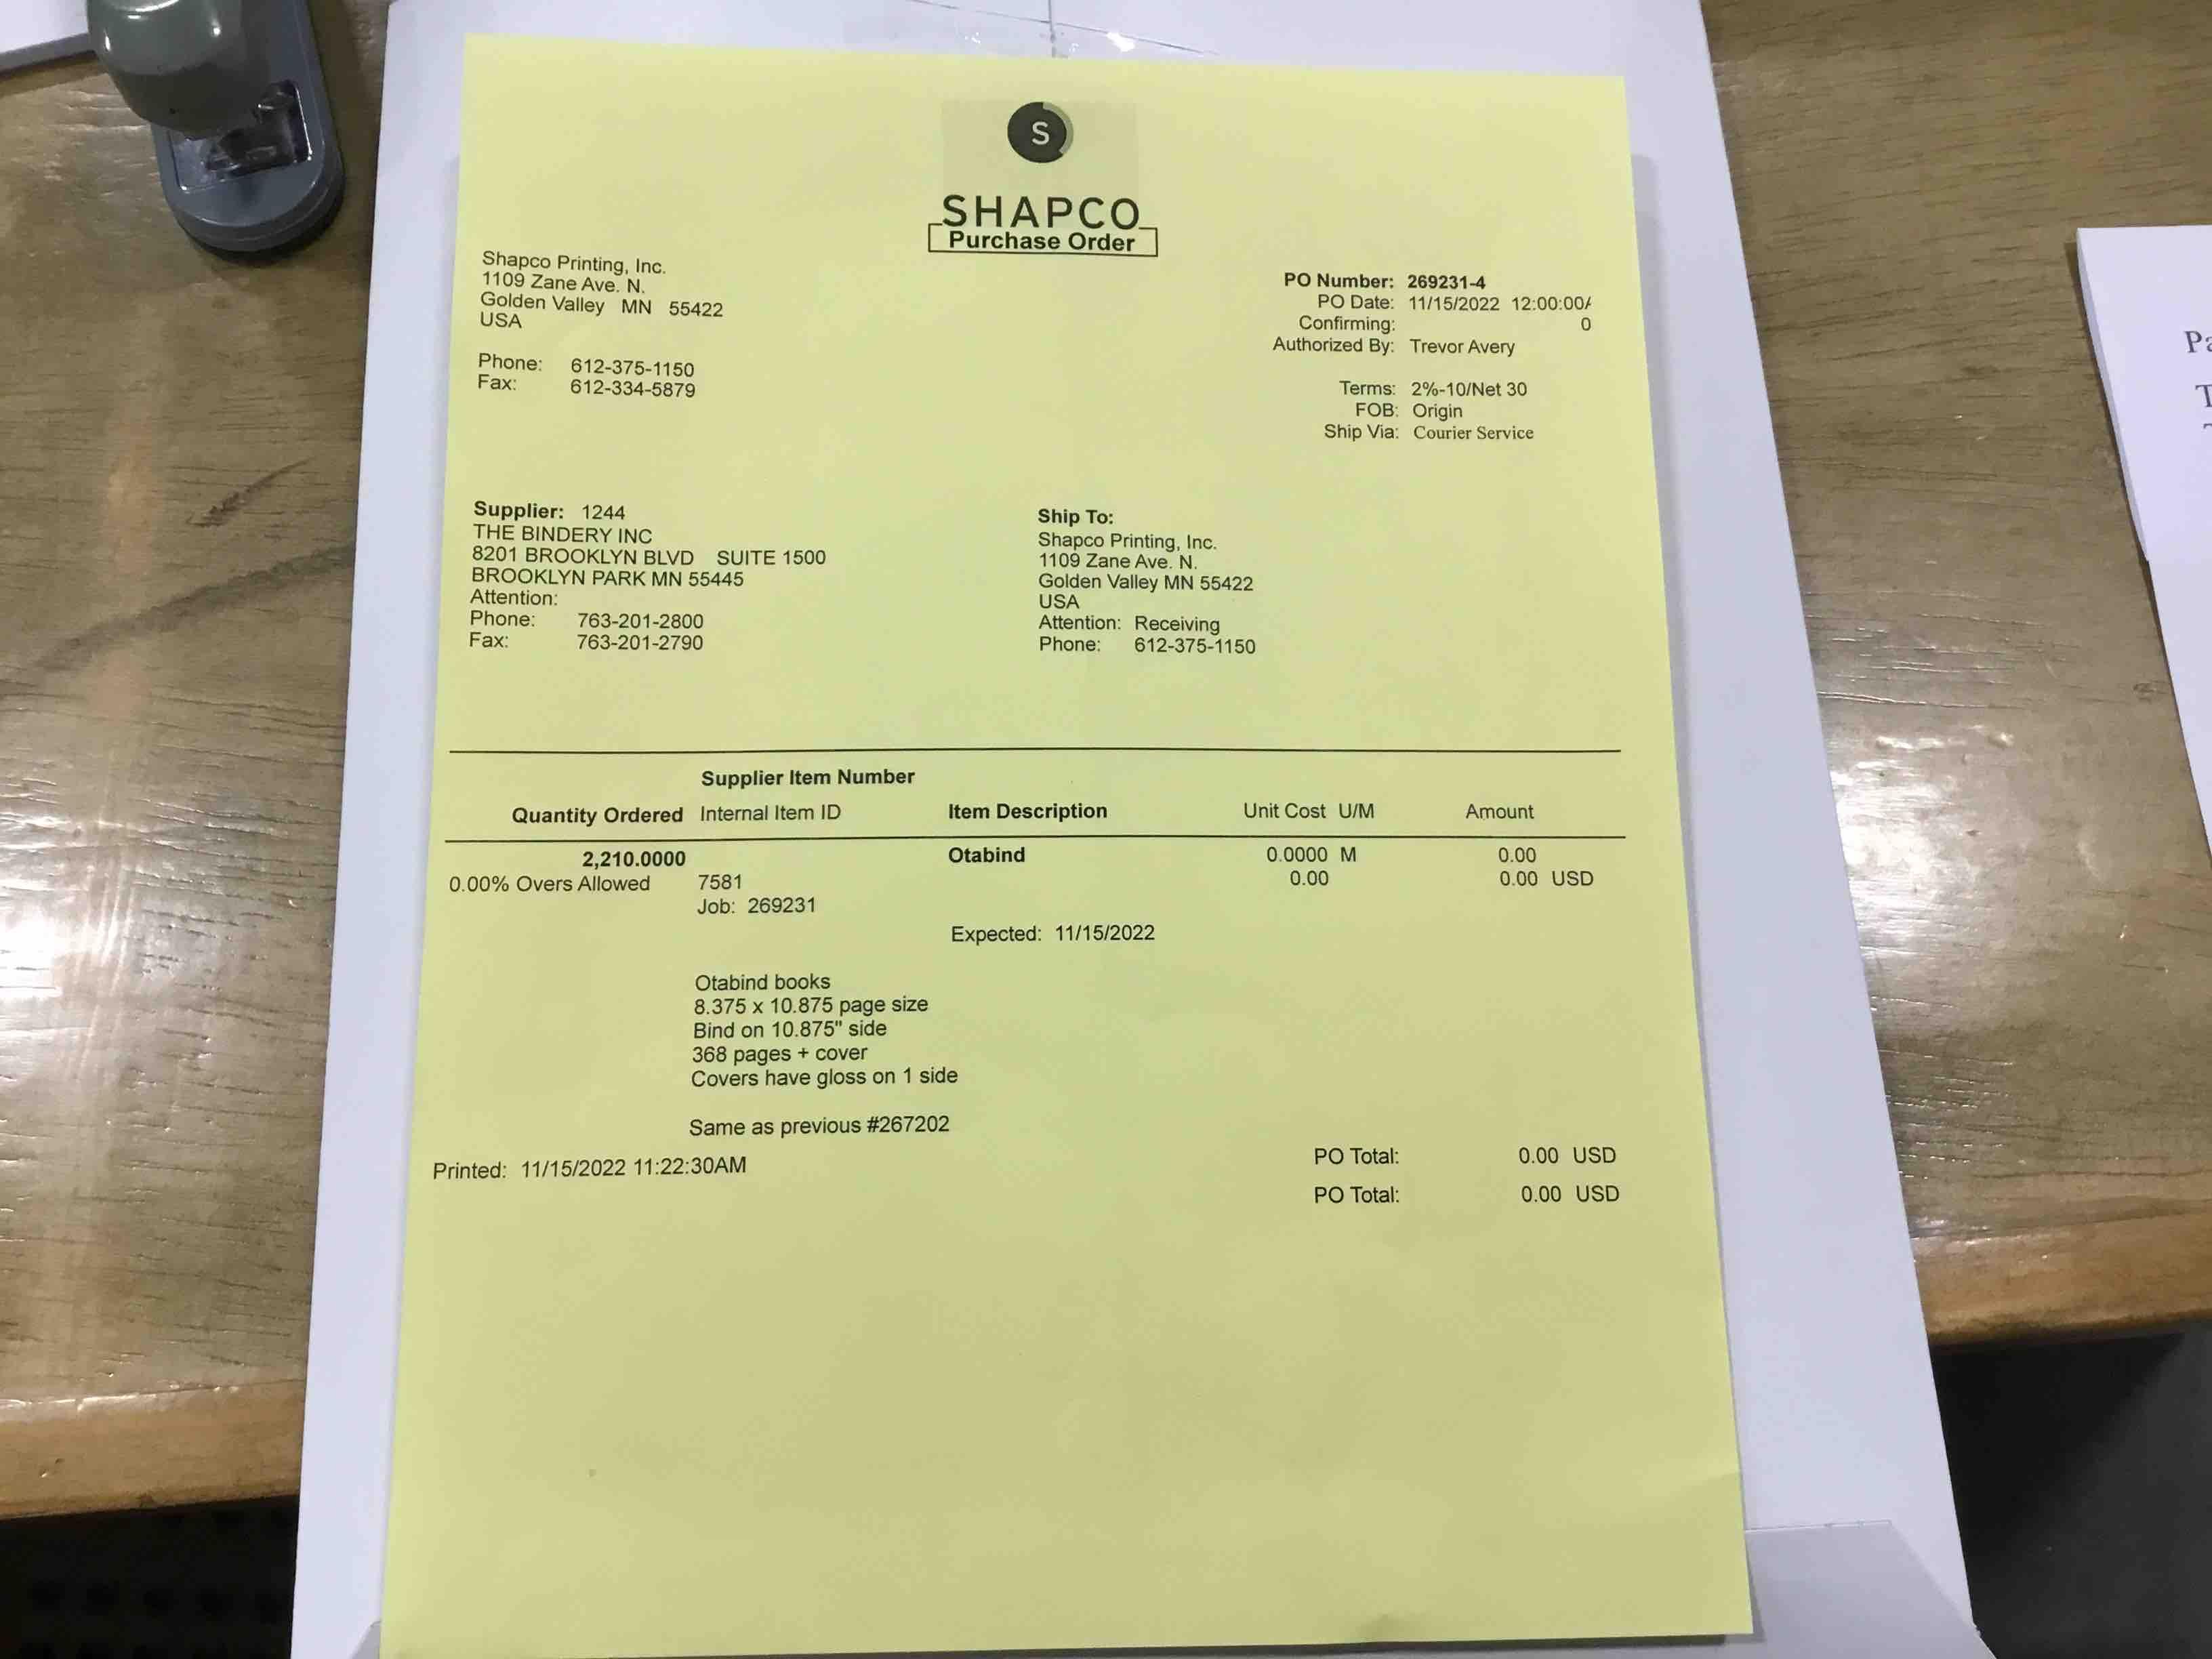 S
SHAPCO
Purchase Order
Shapco Printing, Inc.
1109 Zane Ave. N.
Golden Valley MN 55422
USA
Phone: 612-375-1150
Fax: 612-334-5879
PO Number: 269231-4
PO Date: 11/15/2022 12:00:00
Confirming: 0
Authorized By: Trevor Avery
Terms: 2%-10/Net 30
FOB: Origin
Ship Via: Courier Service
Supplier: 1244
THE BINDERY INC
8201 BROOKLYN BLVD SUITE 1500
BROOKLYN PARK MN 55445
Attention:
Phone: 763-201-2800
Fax: 763-201-2790
Ship To:
Shapco Printing, Inc.
1109 Zane Ave. N.
Golden Valley MN 55422
USA
Attention: Receiving
Phone: 612-375-1150
Supplier Item Number
Quantity Ordered Internal Item ID Item Description Unit Cost U/M Amount
2,210.0000 Otabind 0.0000 M 0.00
0.00% Overs Allowed 7581 0.00 0.00 USD
Job: 269231
Expected: 11/15/2022
Otabind books
8.375 x 10.875 page size
Bind on 10.875" side
368 pages + cover
Covers have gloss on 1 side
Same as previous #267202
Printed: 11/15/2022 11:22:30AM
PO Total: 0.00 USD
PO Total: 0.00 USD